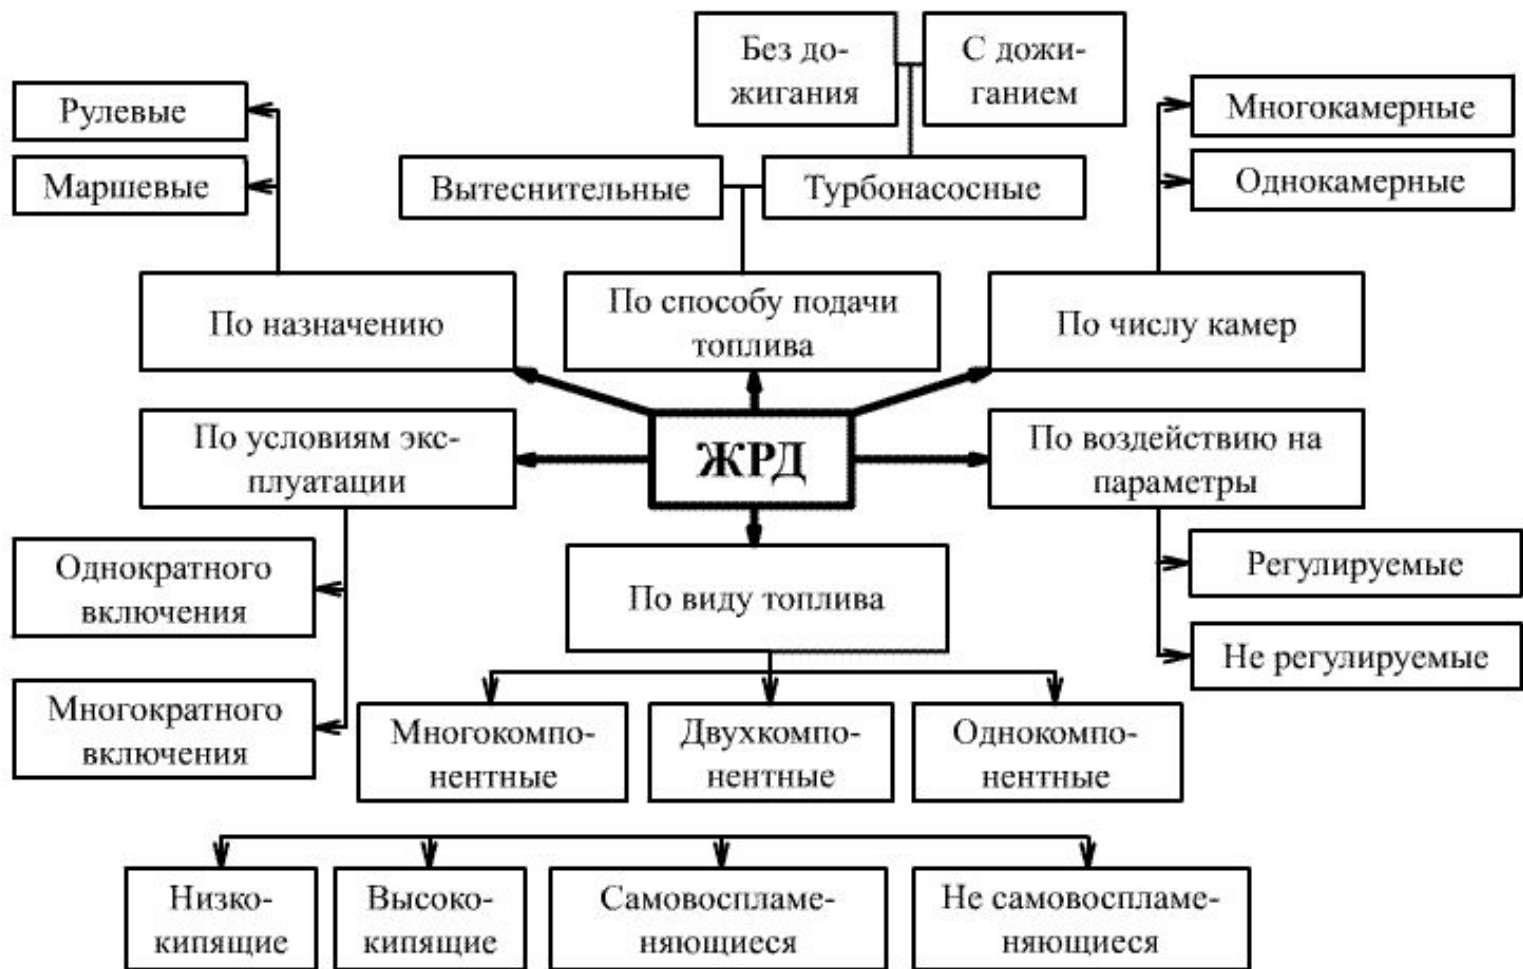 Без до-
жигания
С дожи-
ганием
Рулевые
Маршевые
Вытеснительные
Турбонасосные
Многокамерные
Однокамерные
По назначению
По способу подачи
топлива
По числу камер
По условиям экс-
плуатации
ЖРД
По воздействию на
параметры
Однократного
включения
Многократного
включения
По виду топлива
Регулируемые
Не регулируемые
Многокомпо-
нентные
Двухкомпо-
нентные
Однокомпо-
нентные
Низко-
кипящие
Высоко-
кипящие
Самовоспламе-
няющиеся
Не самовоспламе-
няющиеся